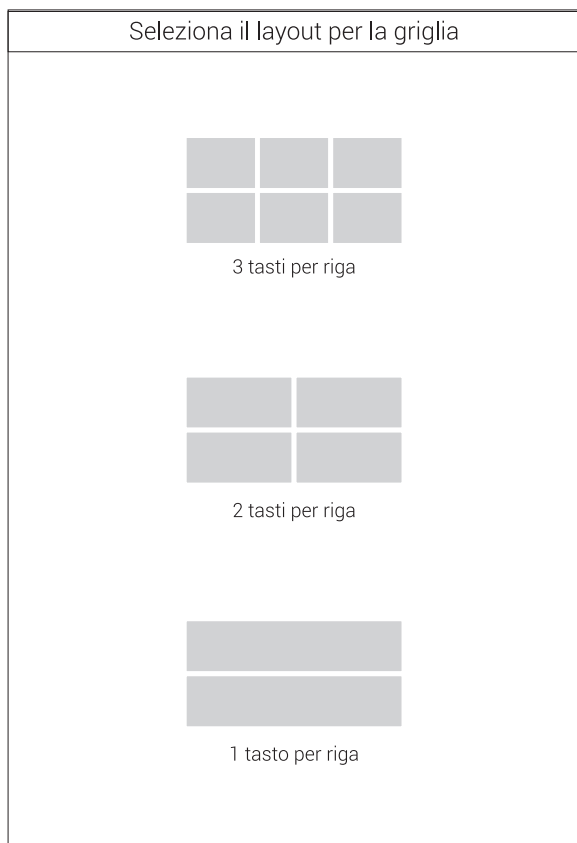 Seleziona il layout per la griglia
3 tasti per riga
2 tasti per riga
1 tasto per riga